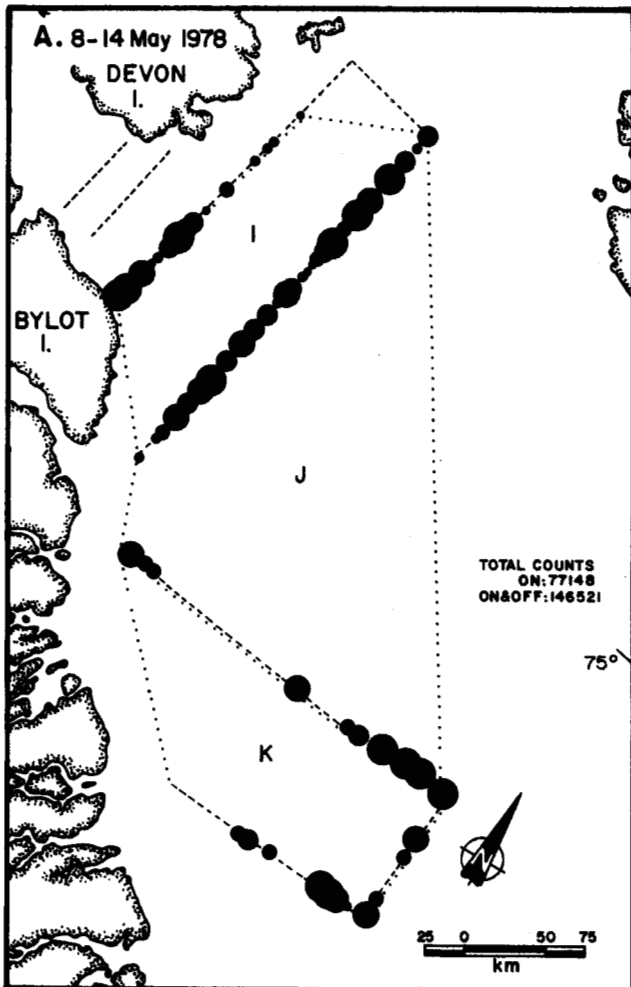 A. 8-14 May 1978
DEVON
I.
I
BYLOT
I.
J
TOTAL COUNTS
ON:77148
ON&OFF:146521
75°
K
N
25 0 50 75
km